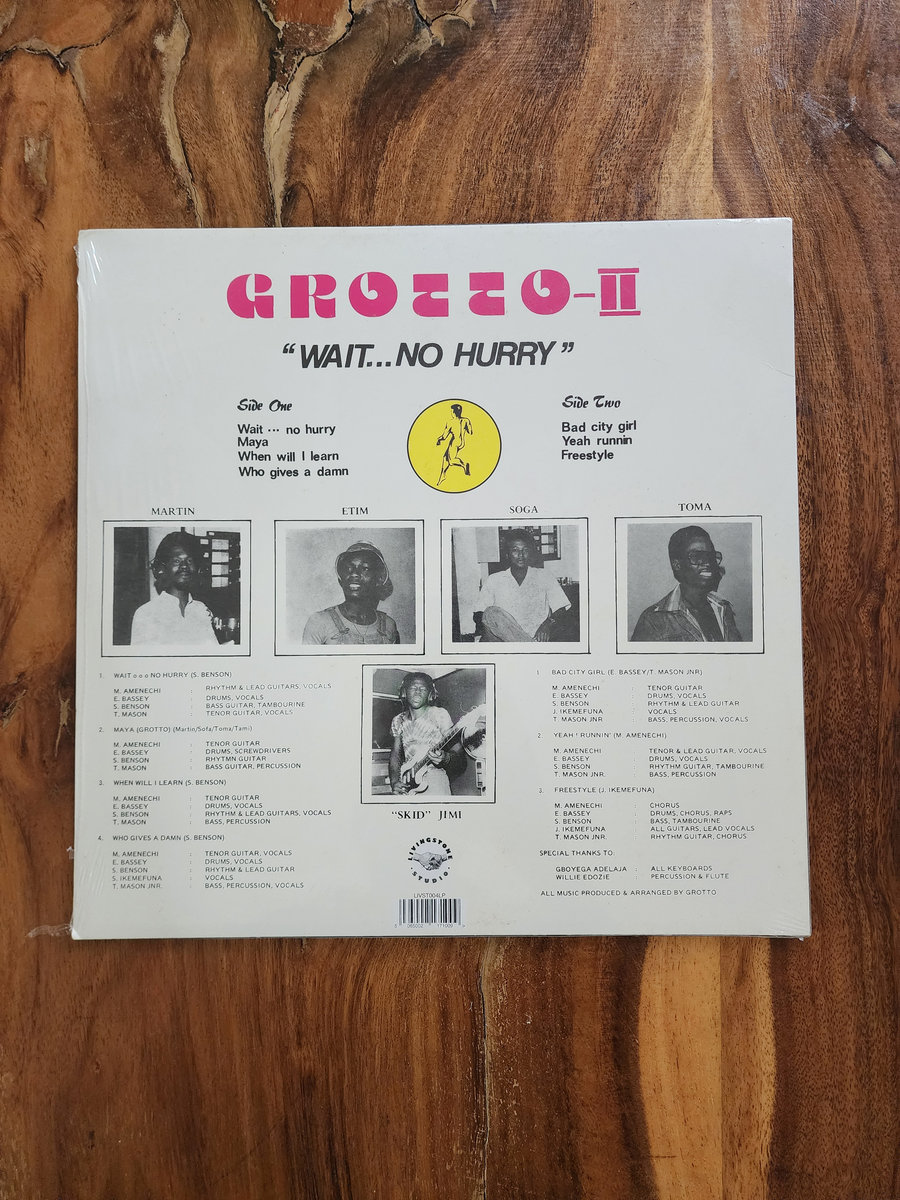 GROTTO-II
“WAIT...NO HURRY”
Side One
Wait ... no hurry
Maya
When will I learn
Who gives a damn
Side Two
Bad city girl
Yeah runnin
Freestyle
MARTIN
ETIM
SOGA
TOMA
1. WAIT o o o NO HURRY (S. BENSON)
M. AMENECHI : RHYTHM & LEAD GUITARS, VOCALS
E. BASSEY : DRUMS, VOCALS
S. BENSON : BASS GUITAR, TAMBOURINE
T. MASON : TENOR GUITAR, VOCALS
2. MAYA (GROTTO) (Martin/Sofa/Toma/Tami)
M. AMENECHI : TENOR GUITAR
E. BASSEY : DRUMS, SCREWDRIVERS
S. BENSON : RHYTMN GUITAR
T. MASON : BASS GUITAR, PERCUSSION
3. WHEN WILL I LEARN (S. BENSON)
M. AMENECHI : TENOR GUITAR
E. BASSEY : DRUMS, VOCALS
S. BENSON : RHYTHM & LEAD GUITARS, VOCALS
T. MASON : BASS, PERCUSSION
4. WHO GIVES A DAMN (S. BENSON)
M. AMENECHI : TENOR GUITAR, VOCALS
E. BASSEY : DRUMS, VOCALS
S. BENSON : RHYTHM & LEAD GUITAR
S. IKEMEFUNA : VOCALS
T. MASON JNR. : BASS, PERCUSSION, VOCALS
“SKID” JIMI
LIVINGSTONE
STUDIO
LIVST004LP
5 065002 171009 >
1. BAD CITY GIRL (E. BASSEY/T. MASON JNR)
M. AMENECHI : TENOR GUITAR
E. BASSEY : DRUMS, VOCALS
S. BENSON : RHYTHM & LEAD GUITAR
J. IKEMEFUNA : VOCALS
T. MASON JNR : BASS, PERCUSSION, VOCALS
2. YEAH ! RUNNIN' (M. AMENECHI)
M. AMENECHI : TENOR & LEAD GUITAR, VOCALS
E. BASSEY : DRUMS, VOCALS
S. BENSON : RHYTHM GUITAR, TAMBOURINE
T. MASON JNR. : BASS, PERCUSSION
3. FREESTYLE (J. IKEMEFUNA)
M. AMENECHI : CHORUS
E. BASSEY : DRUMS, CHORUS, RAPS
S. BENSON : BASS, TAMBOURINE
J. IKEMEFUNA : ALL GUITARS, LEAD VOCALS
T. MASON JNR. : RHYTHM GUITAR, CHORUS
SPECIAL THANKS TO:
GBOYEGA ADELAJA : ALL KEYBOARDS
WILLIE EDOZIE : PERCUSSION & FLUTE
ALL MUSIC PRODUCED & ARRANGED BY GROTTO